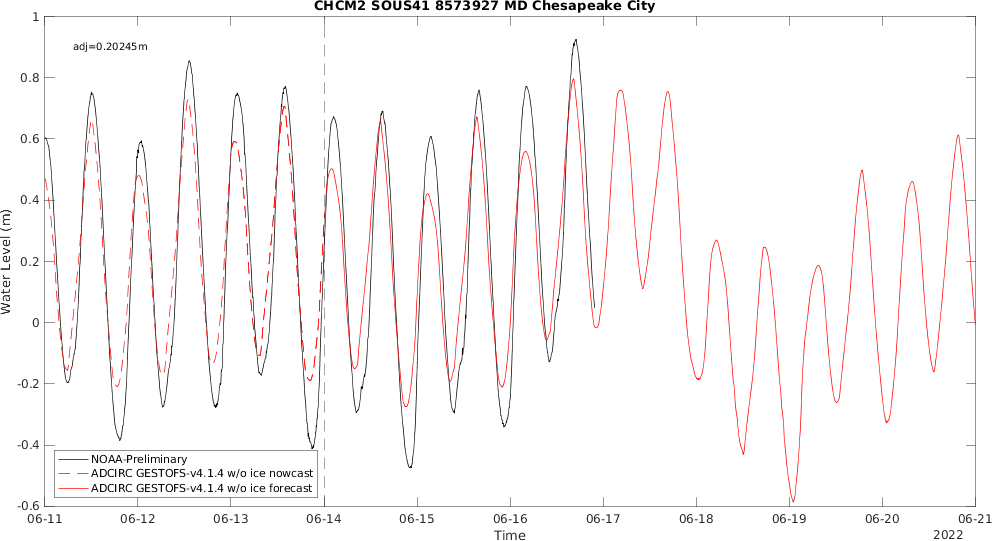 CHCM2 SOUS41 8573927 MD Chesapeake City
adj=0.20245m
Water Level (m)
1
0.8
0.6
0.4
0.2
0
-0.2
-0.4
-0.6
NOAA-Preliminary
ADCIRC GESTOFS-v4.1.4 w/o ice nowcast
ADCIRC GESTOFS-v4.1.4 w/o ice forecast
06-11 06-12 06-13 06-14 06-15 06-16 06-17 06-18 06-19 06-20 06-21
Time
2022